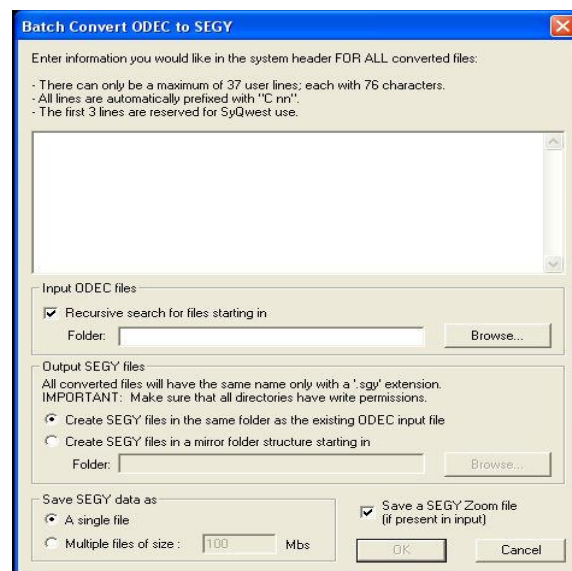 Batch Convert ODEC to SEGY
Enter information you would like in the system header FOR ALL converted files:
- There can only be a maximum of 37 user lines; each with 76 characters.
- All lines are automatically prefixed with "C nn".
- The first 3 lines are reserved for SyQwest use.
Input ODEC files
Recursive search for files starting in
Folder:
Browse...
Output SEGY files
All converted files will have the same name only with a '.sgy' extension.
IMPORTANT: Make sure that all directories have write permissions.
Create SEGY files in the same folder as the existing ODEC input file
Create SEGY files in a mirror folder structure starting in
Folder:
Browse...
Save SEGY data as
A single file
Multiple files of size : 100 Mbs
Save a SEGY Zoom file
(if present in input)
OK
Cancel